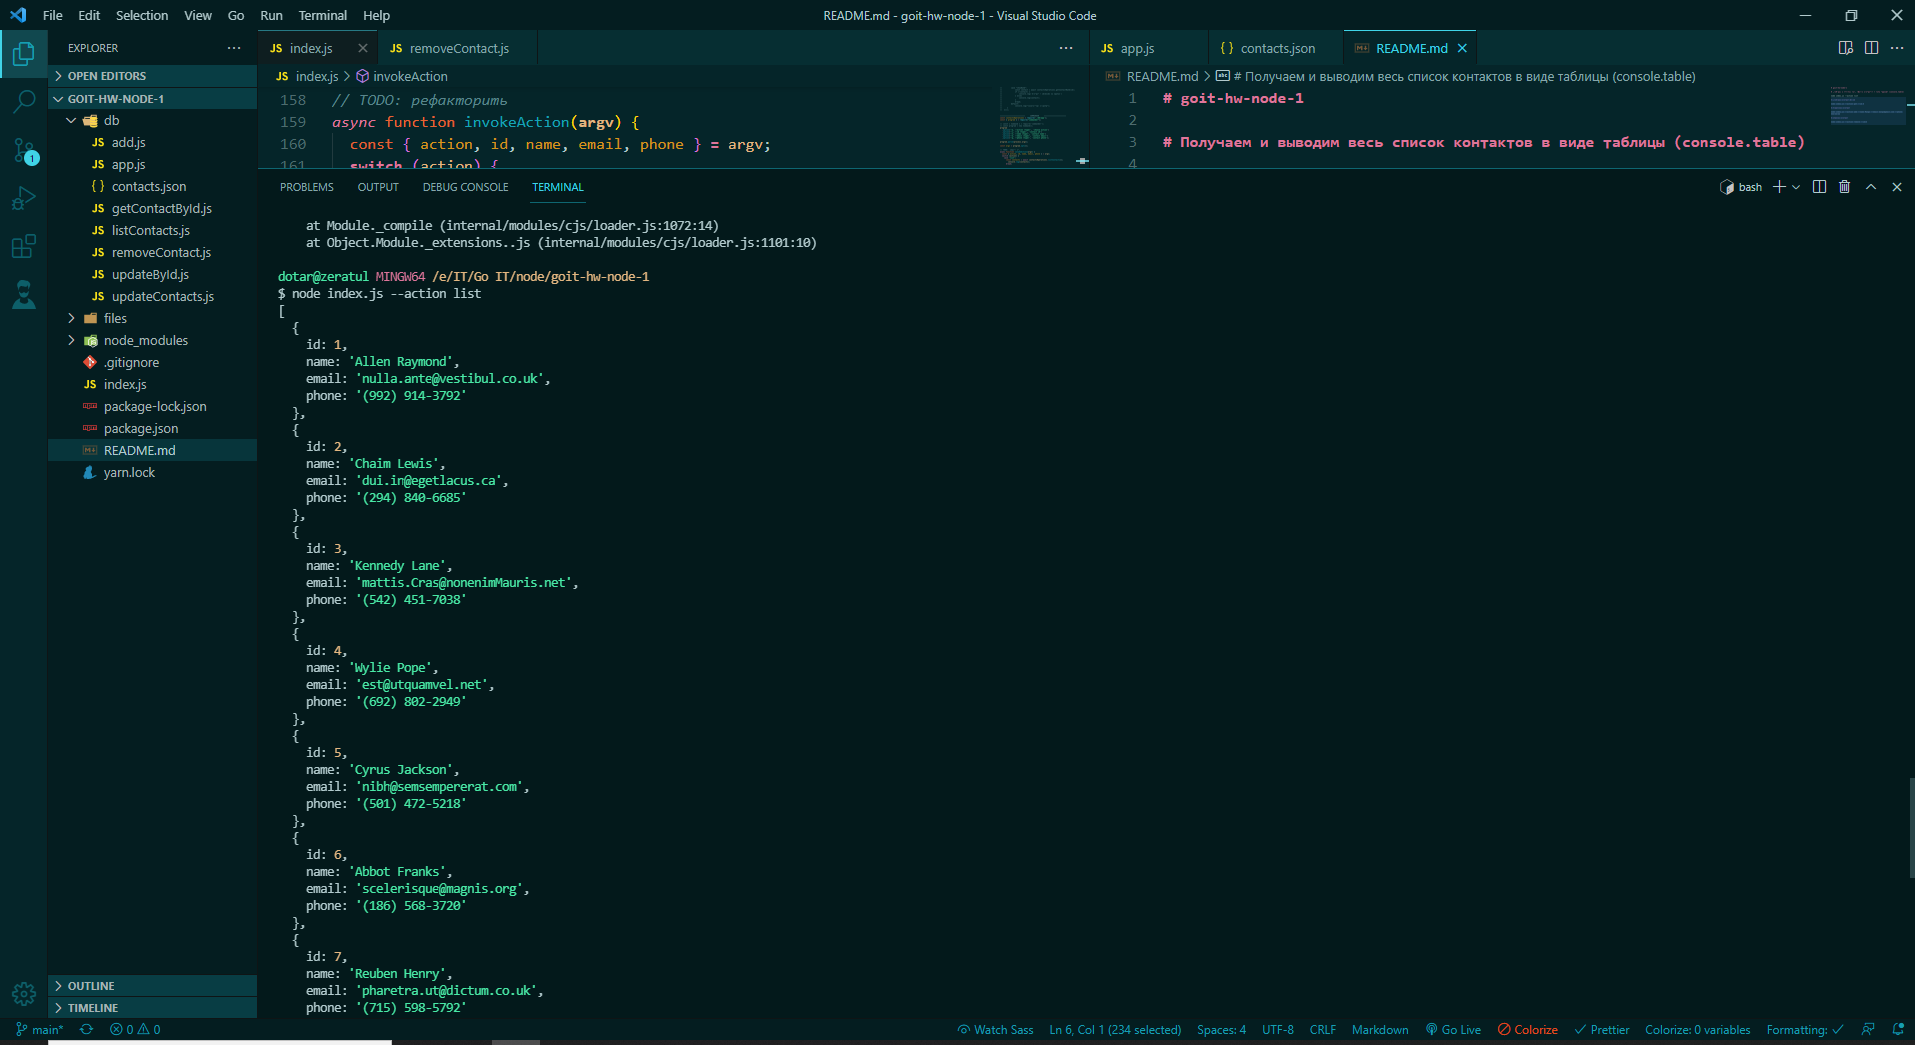 File Edit Selection View Go Run Terminal Help
README.md - goit-hw-node-1 - Visual Studio Code
EXPLORER
OPEN EDITORS
GOIT-HW-NODE-1
db
JS add.js
JS app.js
{} contacts.json
JS getContactById.js
JS listContacts.js
JS removeContact.js
JS updateById.js
JS updateContacts.js
files
node_modules
.gitignore
JS index.js
package-lock.json
package.json
README.md
yarn.lock
OUTLINE
TIMELINE
1
JS index.js
JS removeContact.js
JS index.js > invokeAction
158 // TODO: рефакторить
159 async function invokeAction(argv) {
160 const { action, id, name, email, phone } = argv;
161 switch (action) {
JS app.js
{} contacts.json
README.md
README.md > # Получаем и выводим весь список контактов в виде таблицы (console.table)
1 # goit-hw-node-1
2
3 # Получаем и выводим весь список контактов в виде таблицы (console.table)
4
PROBLEMS OUTPUT DEBUG CONSOLE TERMINAL
bash
at Module._compile (internal/modules/cjs/loader.js:1072:14)
at Object.Module._extensions..js (internal/modules/cjs/loader.js:1101:10)
dotar@zeratul MINGW64 /e/IT/Go IT/node/goit-hw-node-1
$ node index.js --action list
[
{
id: 1,
name: 'Allen Raymond',
email: 'nulla.ante@vestibul.co.uk',
phone: '(992) 914-3792'
},
{
id: 2,
name: 'Chaim Lewis',
email: 'dui.in@egetlacus.ca',
phone: '(294) 840-6685'
},
{
id: 3,
name: 'Kennedy Lane',
email: 'mattis.Cras@nonenimMauris.net',
phone: '(542) 451-7038'
},
{
id: 4,
name: 'Wylie Pope',
email: 'est@utquamvel.net',
phone: '(692) 802-2949'
},
{
id: 5,
name: 'Cyrus Jackson',
email: 'nibh@semsempererat.com',
phone: '(501) 472-5218'
},
{
id: 6,
name: 'Abbot Franks',
email: 'scelerisque@magnis.org',
phone: '(186) 568-3720'
},
{
id: 7,
name: 'Reuben Henry',
email: 'pharetra.ut@dictum.co.uk',
phone: '(715) 598-5792'
main* 0 0
Watch Sass Ln 6, Col 1 (234 selected) Spaces: 4 UTF-8 CRLF Markdown Go Live Colorize Prettier Colorize: 0 variables Formatting: ✓